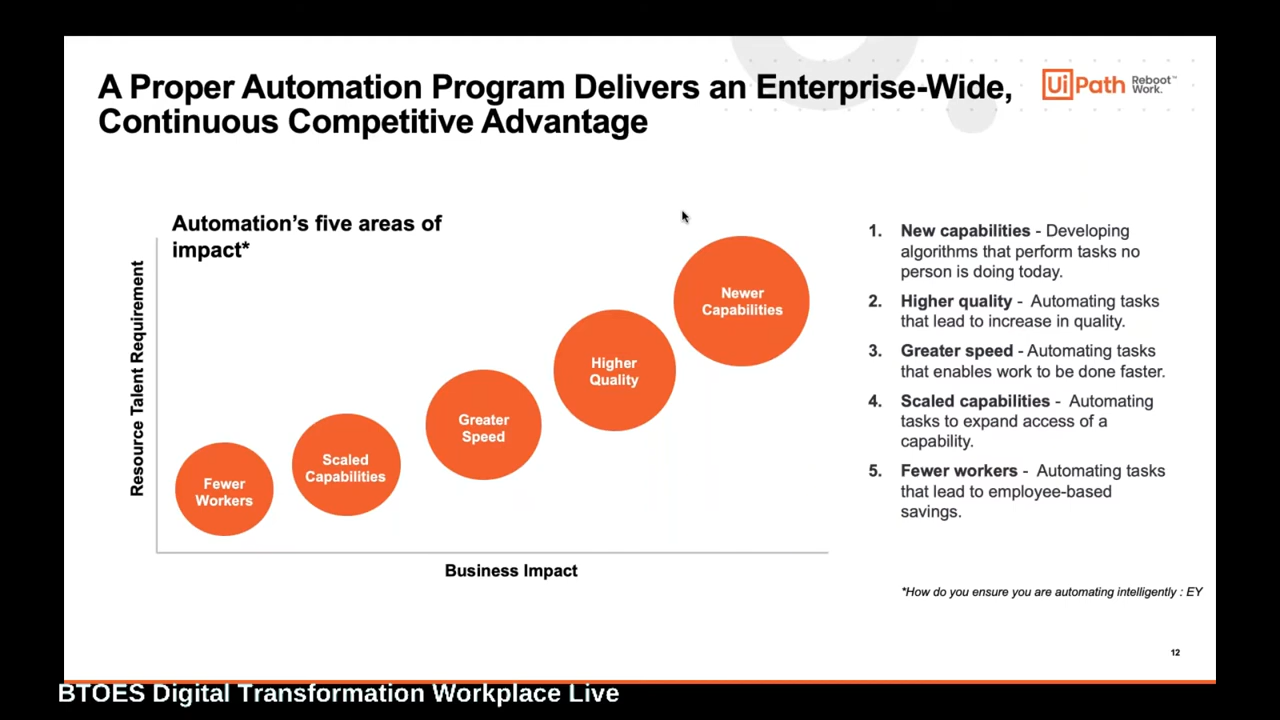 A Proper Automation Program Delivers an Enterprise-Wide,
Continuous Competitive Advantage
UiPath Reboot
Work.™
Automation's five areas of
impact*
Resource Talent Requirement
Fewer
Workers
Scaled
Capabilities
Greater
Speed
Higher
Quality
Newer
Capabilities
Business Impact
1. New capabilities - Developing
algorithms that perform tasks no
person is doing today.
2. Higher quality - Automating tasks
that lead to increase in quality.
3. Greater speed - Automating tasks
that enables work to be done faster.
4. Scaled capabilities - Automating
tasks to expand access of a
capability.
5. Fewer workers - Automating tasks
that lead to employee-based
savings.
*How do you ensure you are automating intelligently : EY
12
BTOES Digital Transformation Workplace Live